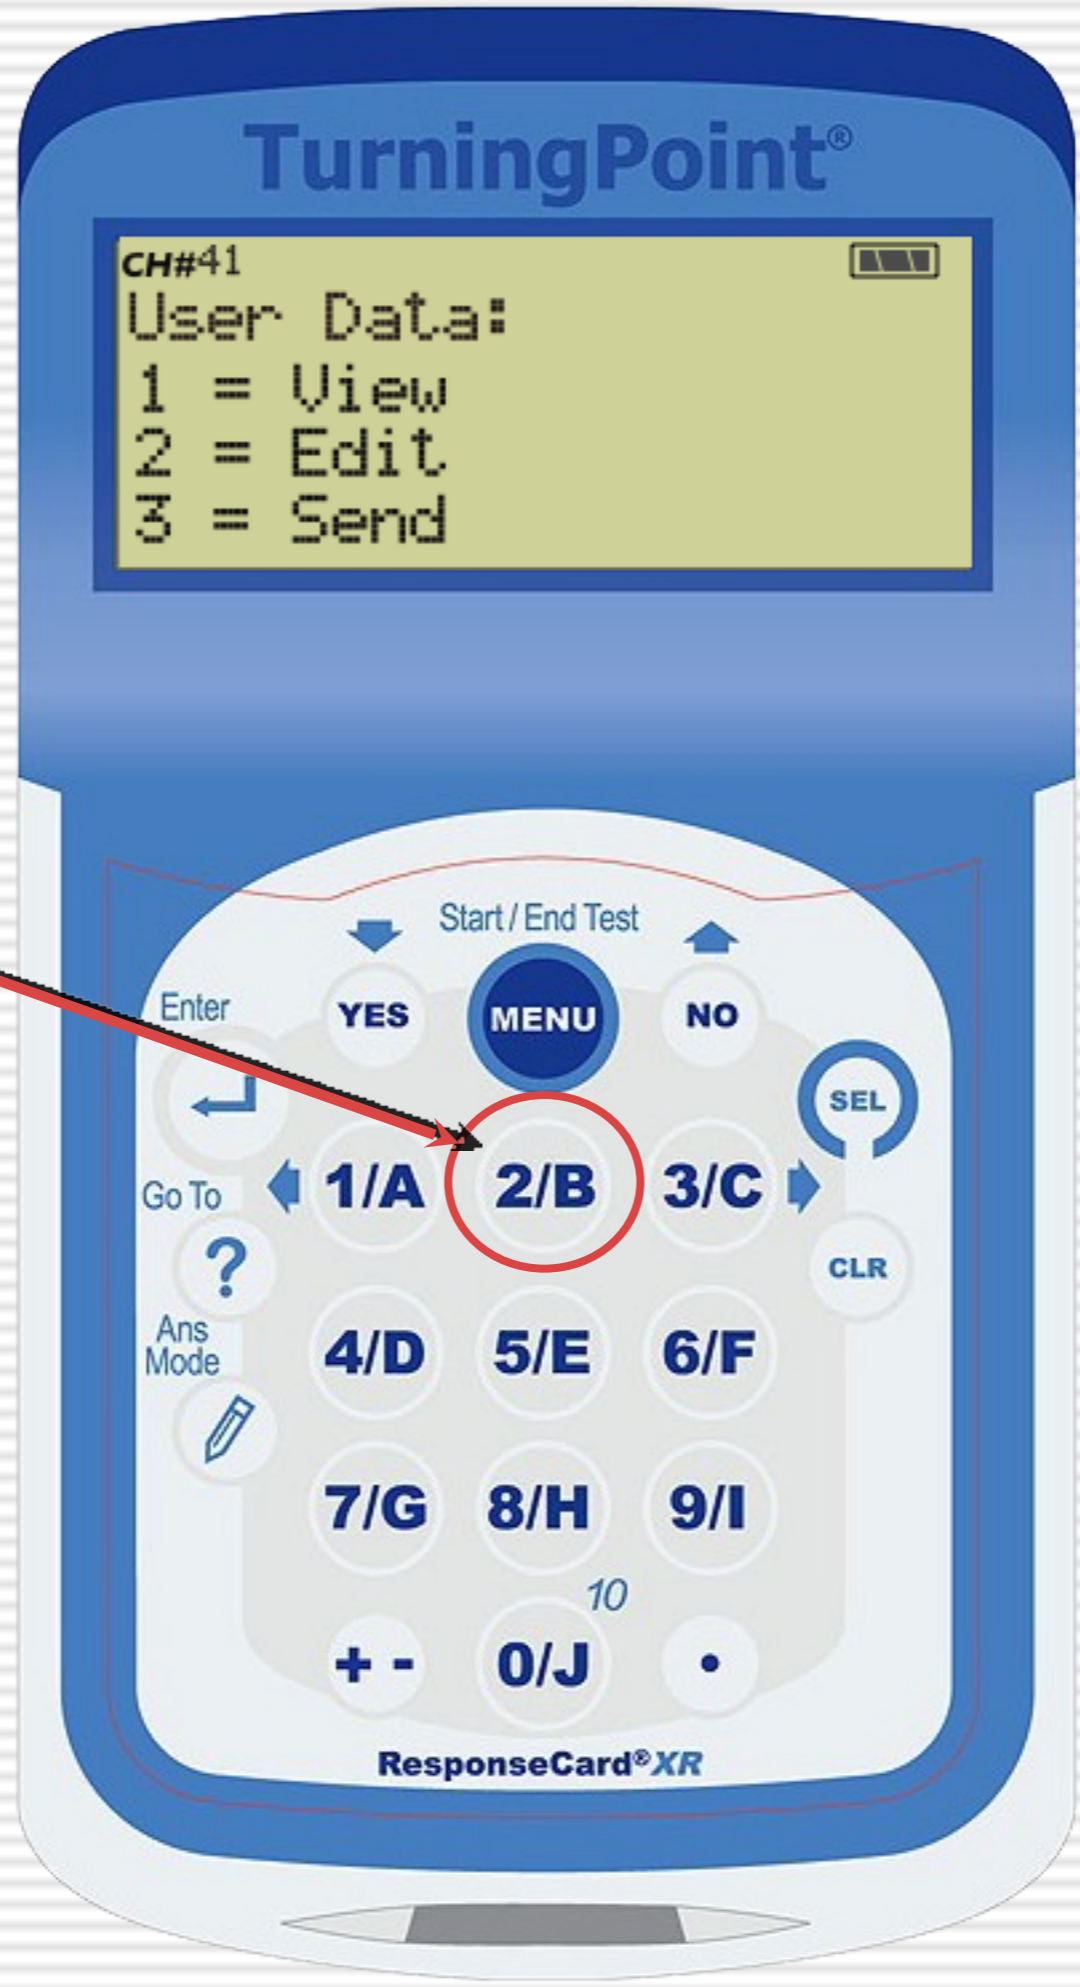 TurningPoint®
CH#41
User Data:
1 = View
2 = Edit
3 = Send
Start / End Test
YES MENU NO
Enter
SEL
1/A 2/B 3/C
Go To
?
CLR
Ans
Mode
4/D 5/E 6/F
7/G 8/H 9/I
10
+ - 0/J •
ResponseCard® XR